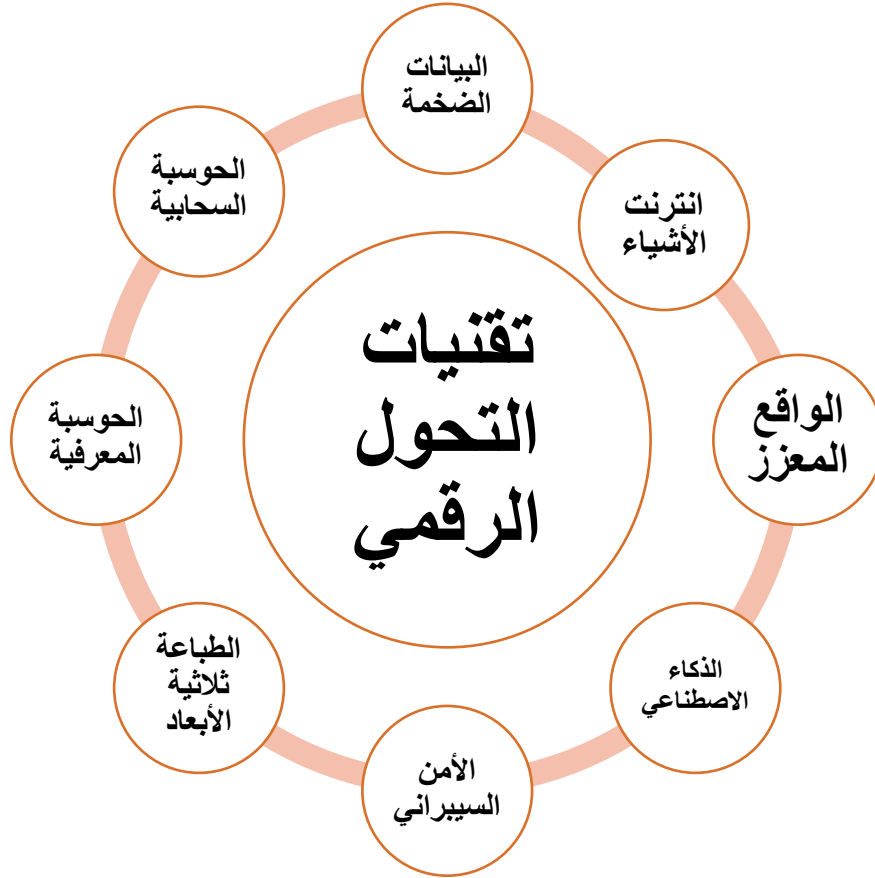 البيانات
الضخمة
انترنت
الأشياء
الواقع
المعزز
الذكاء
الاصطناعي
الأمن
السيبراني
الطباعة
ثلاثية
الأبعاد
الحوسبة
المعرفية
الحوسبة
السحابية
تقنيات
التحول
الرقمي